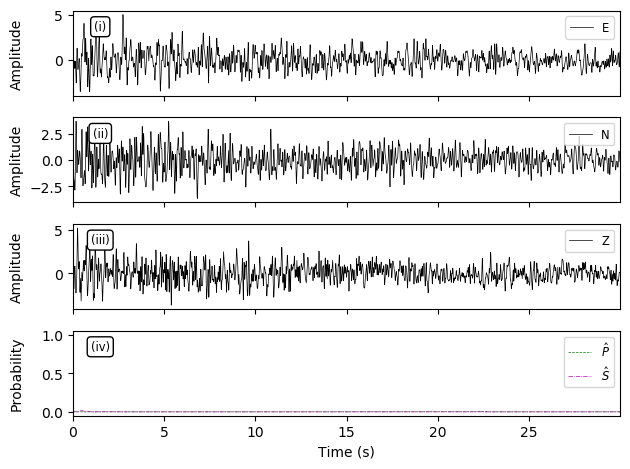 5
0
Amplitude
(i)
E
2.5
0.0
−2.5
Amplitude
(ii)
N
5
0
Amplitude
(iii)
Z
1.0
0.5
0.0
Probability
(iv)
P̂
Ŝ
0 5 10 15 20 25
Time (s)